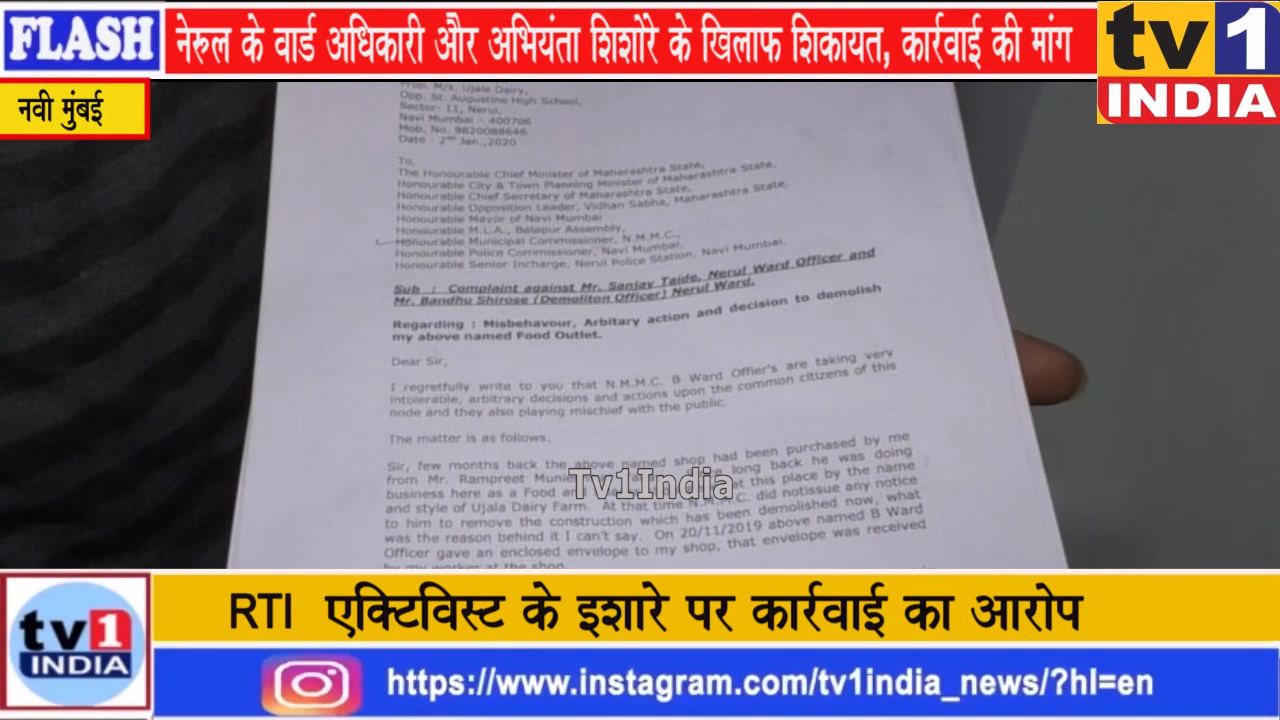 FLASH
नेरूल के वार्ड अधिकारी और अभियंता शिशोरे के खिलाफ शिकायत, कार्रवाई की मांग
tv1
INDIA
नवी मुंबई
Prop. M/s. Ujala Dairy,
Opp. St. Augustine High School,
Sector- 11, Nerul,
Navi Mumbai - 400706
Mob. No. 9820088646
Date : 2nd Jan.,2020
To,
The Honourable Chief Minister of Maharashtra State,
Honourable City & Town Planning Minister of Maharashtra State,
Honourable Chief Secretary of Maharashtra State,
Honourable Opposition Leader, Vidhan Sabha, Maharashtra State,
Honourable Mayor of Navi Mumbai
Honourable M.L.A., Belapur Assembly,
Honourable Municipal Commissioner, N.M.M.C.,
Honourable Police Commissioner, Navi Mumbai,
Honourable Senior Incharge, Nerul Police Station, Navi Mumbai.
Sub : Complaint against Mr. Sanjay Taide, Nerul Ward Officer and
Mr. Bandhu Shirose (Demoliton Officer) Nerul Ward.
Regarding : Misbehavour, Arbitary action and decision to demolish
my above named Food Outlet.
Dear Sir,
I regretfully write to you that N.M.M.C. B Ward Offier's are taking very
intolerable, arbitrary decisions and actions upon the common citizens of this
node and they also playing mischief with the public.
The matter is as follows.
Sir, few months back the above named shop had been purchased by me
from Mr. Rampreet long back he was doing
business here as a Food at this place by the name
and style of Ujala Dairy Farm. At that time N.M.M.C. did notissue any notice
to him to remove the construction which has been demolished now, what
was the reason behind it I can't say. On 20/11/2019 above named B Ward
Officer gave an enclosed envelope to my shop, that envelope was received
by my worker at the shop.
Tv1India
RTI एक्टिविस्ट के इशारे पर कार्रवाई का आरोप
tv1
INDIA
https://www.instagram.com/tv1india_news/?hl=en